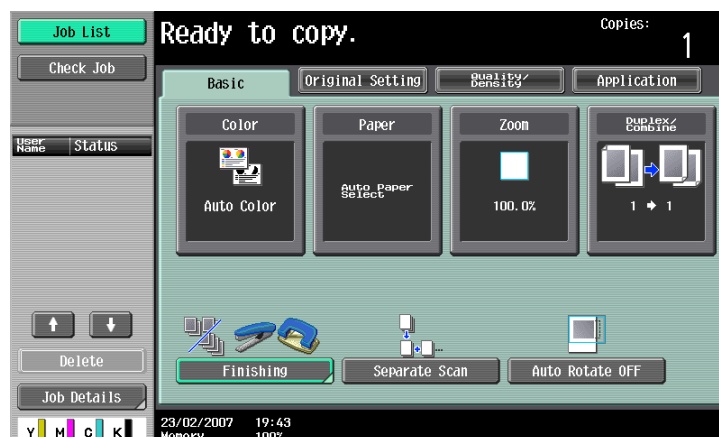 Job List
Check Job
User Name Status
Delete
Job Details
Y M C K
Ready to copy.
Copies:
1
Basic
Original Setting
Quality/
Density
Application
Color
Auto Color
Paper
Auto Paper
Select
Zoom
100.0%
Duplex/
Combine
1 → 1
Finishing
Separate Scan
Auto Rotate OFF
23/02/2007 19:43
Memory 100%